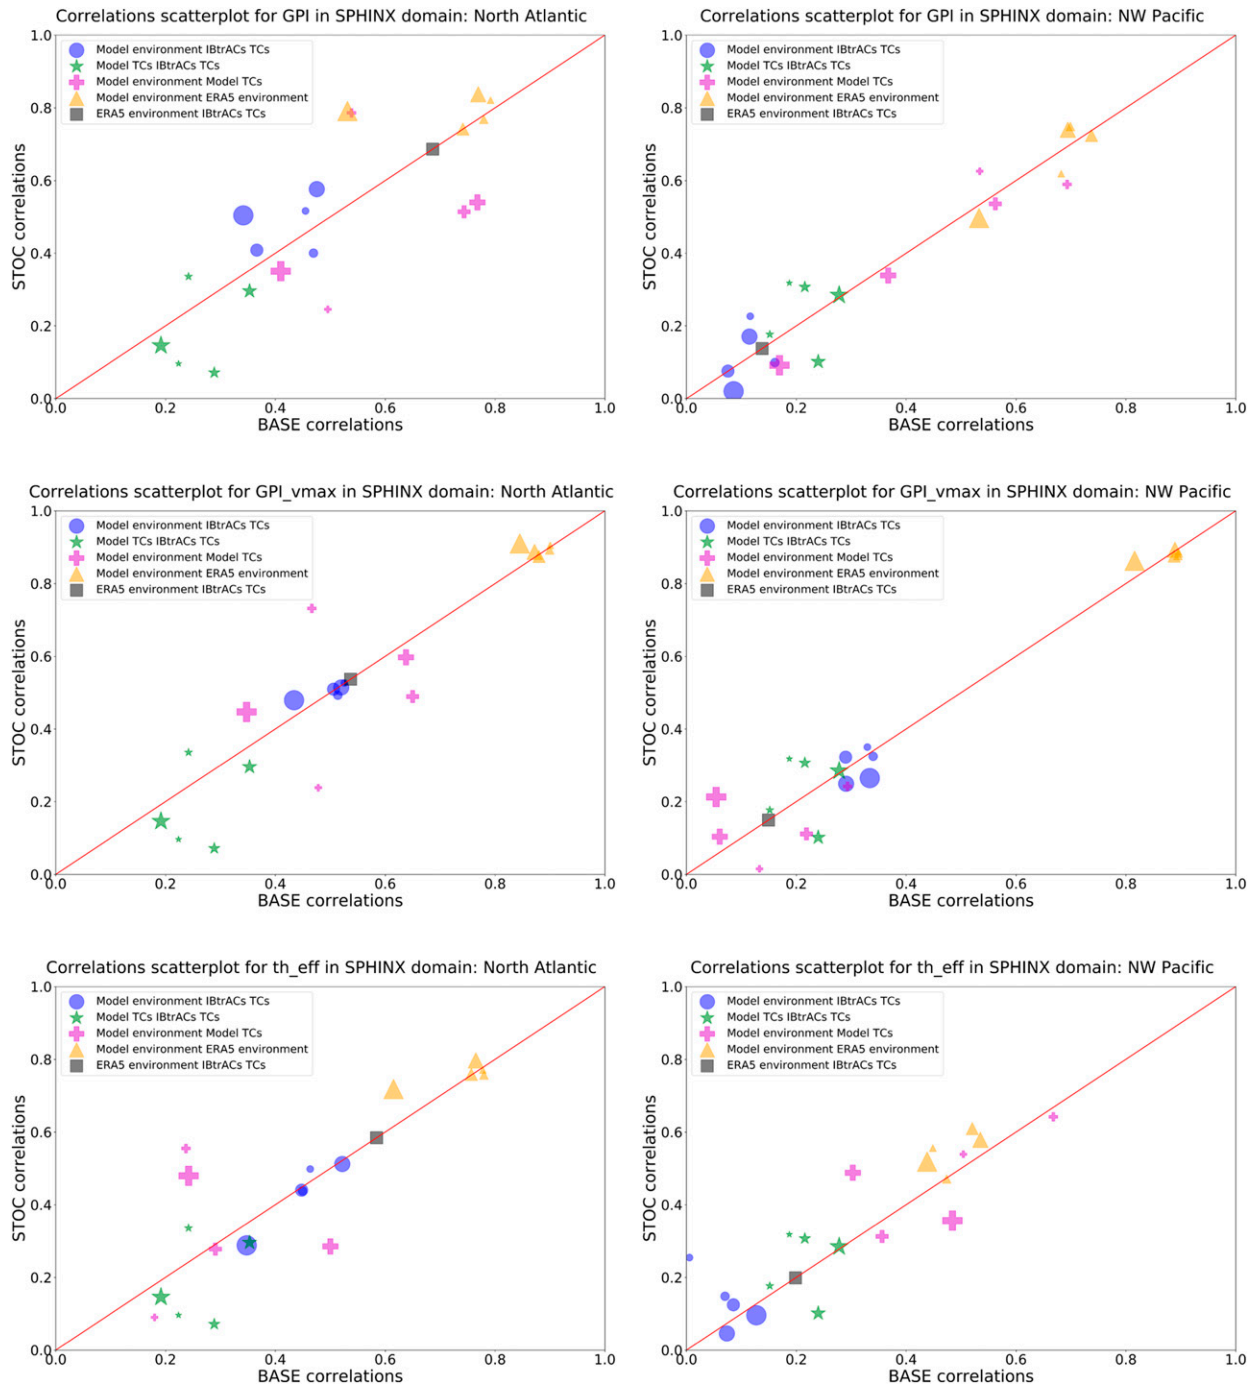 Correlations scatterplot for GPI in SPHINX domain: North Atlantic
1.0
0.8
0.6
0.4
0.2
0.0
STOC correlations
Model environment IBtrACs TCs
Model TCs IBtrACs TCs
Model environment Model TCs
Model environment ERA5 environment
ERA5 environment IBtrACs TCs
0.0 0.2 0.4 0.6 0.8 1.0
BASE correlations
Correlations scatterplot for GPI in SPHINX domain: NW Pacific
1.0
0.8
0.6
0.4
0.2
0.0
STOC correlations
Model environment IBtrACs TCs
Model TCs IBtrACs TCs
Model environment Model TCs
Model environment ERA5 environment
ERA5 environment IBtrACs TCs
0.0 0.2 0.4 0.6 0.8 1.0
BASE correlations
Correlations scatterplot for GPI_vmax in SPHINX domain: North Atlantic
1.0
0.8
0.6
0.4
0.2
0.0
STOC correlations
Model environment IBtrACs TCs
Model TCs IBtrACs TCs
Model environment Model TCs
Model environment ERA5 environment
ERA5 environment IBtrACs TCs
0.0 0.2 0.4 0.6 0.8 1.0
BASE correlations
Correlations scatterplot for GPI_vmax in SPHINX domain: NW Pacific
1.0
0.8
0.6
0.4
0.2
0.0
STOC correlations
Model environment IBtrACs TCs
Model TCs IBtrACs TCs
Model environment Model TCs
Model environment ERA5 environment
ERA5 environment IBtrACs TCs
0.0 0.2 0.4 0.6 0.8 1.0
BASE correlations
Correlations scatterplot for th_eff in SPHINX domain: North Atlantic
1.0
0.8
0.6
0.4
0.2
0.0
STOC correlations
Model environment IBtrACs TCs
Model TCs IBtrACs TCs
Model environment Model TCs
Model environment ERA5 environment
ERA5 environment IBtrACs TCs
0.0 0.2 0.4 0.6 0.8 1.0
BASE correlations
Correlations scatterplot for th_eff in SPHINX domain: NW Pacific
1.0
0.8
0.6
0.4
0.2
0.0
STOC correlations
Model environment IBtrACs TCs
Model TCs IBtrACs TCs
Model environment Model TCs
Model environment ERA5 environment
ERA5 environment IBtrACs TCs
0.0 0.2 0.4 0.6 0.8 1.0
BASE correlations